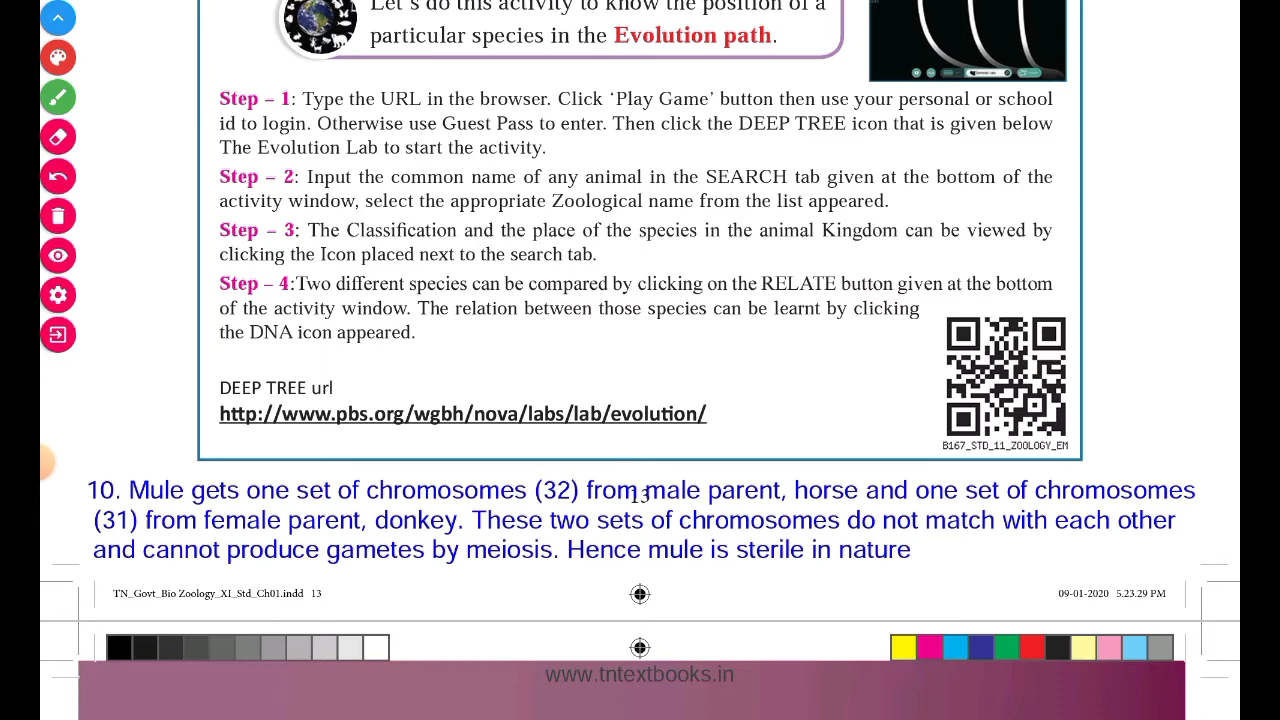 Let's do this activity to know the position of a
particular species in the Evolution path.
Step – 1: Type the URL in the browser. Click ‘Play Game’ button then use your personal or school
id to login. Otherwise use Guest Pass to enter. Then click the DEEP TREE icon that is given below
The Evolution Lab to start the activity.
Step – 2: Input the common name of any animal in the SEARCH tab given at the bottom of the
activity window, select the appropriate Zoological name from the list appeared.
Step – 3: The Classification and the place of the species in the animal Kingdom can be viewed by
clicking the Icon placed next to the search tab.
Step – 4:Two different species can be compared by clicking on the RELATE button given at the bottom
of the activity window. The relation between those species can be learnt by clicking
the DNA icon appeared.
DEEP TREE url
http://www.pbs.org/wgbh/nova/labs/lab/evolution/
B167_STD_11_ZOOLOGY_EM
13
10. Mule gets one set of chromosomes (32) from male parent, horse and one set of chromosomes
(31) from female parent, donkey. These two sets of chromosomes do not match with each other
and cannot produce gametes by meiosis. Hence mule is sterile in nature
TN_Govt_Bio Zoology_XI_Std_Ch01.indd 13
09-01-2020 5.23.29 PM
www.tntextbooks.in